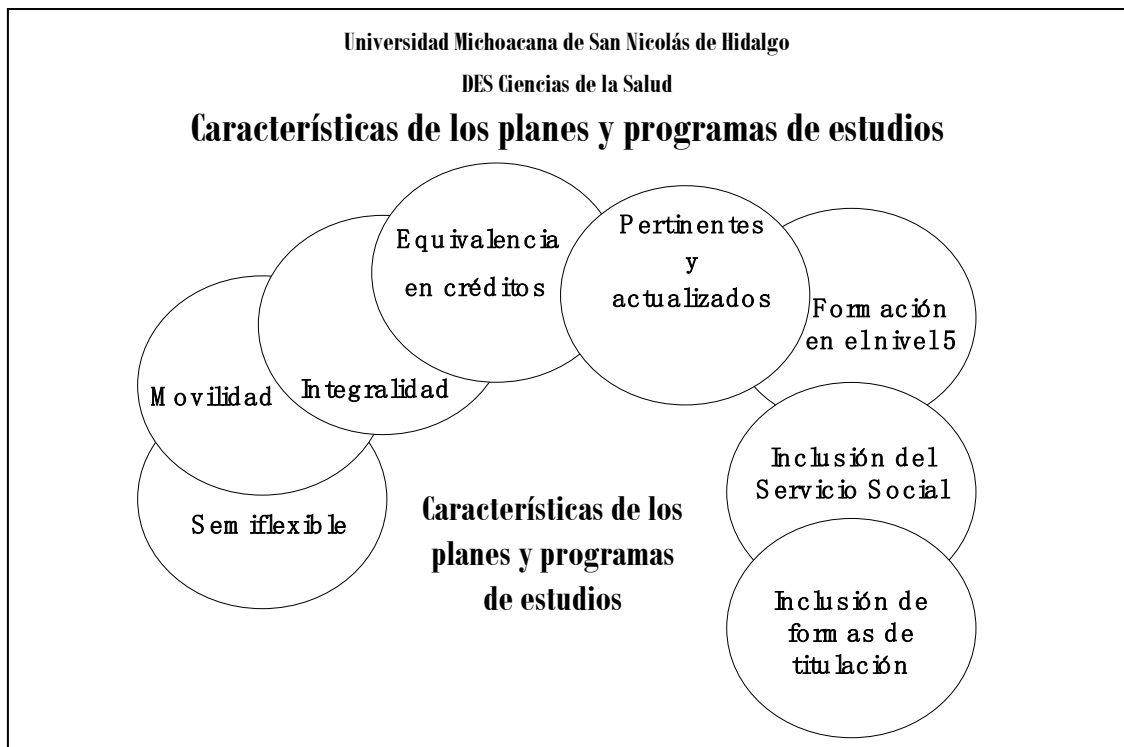 Universidad Michoacana de San Nicolás de Hidalgo
DES Ciencias de la Salud
Características de los planes y programas de estudios
Semiflexible
Movilidad
Integralidad
Equivalencia
en créditos
Pertinentes
y
actualizados
Formación
en el nivel 5
Inclusión del
Servicio Social
Inclusión de
formas de
titulación
Características de los
planes y programas
de estudios